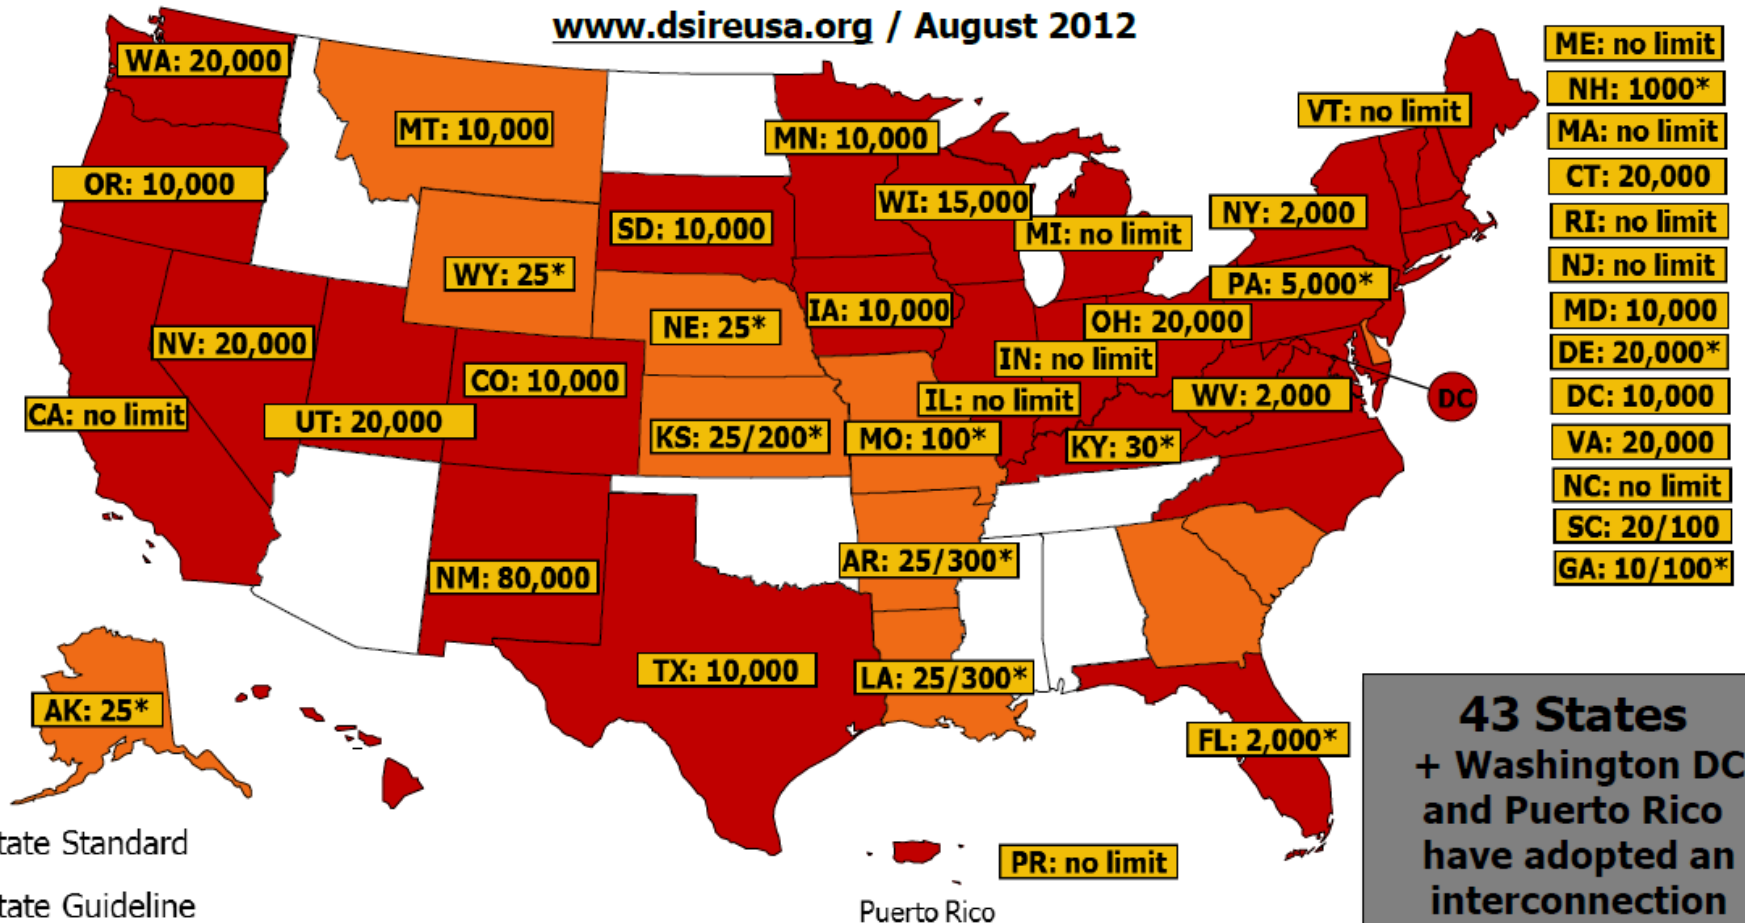 www.dsireusa.org / August 2012
WA: 20,000
MT: 10,000
OR: 10,000
WY: 25*
SD: 10,000
MN: 10,000
WI: 15,000
MI: no limit
VT: no limit
NY: 2,000
PA: 5,000*
NV: 20,000
NE: 25*
IA: 10,000
OH: 20,000
IN: no limit
CO: 10,000
CA: no limit
UT: 20,000
KS: 25/200*
MO: 100*
IL: no limit
WV: 2,000
KY: 30*
DC
NM: 80,000
AR: 25/300*
TX: 10,000
LA: 25/300*
AK: 25*
FL: 2,000*
PR: no limit
Puerto Rico
ME: no limit
NH: 1000*
MA: no limit
CT: 20,000
RI: no limit
NJ: no limit
MD: 10,000
DE: 20,000*
DC: 10,000
VA: 20,000
NC: no limit
SC: 20/100
GA: 10/100*
tate Standard
tate Guideline
43 States
+ Washington DC
and Puerto Rico
have adopted an
interconnection